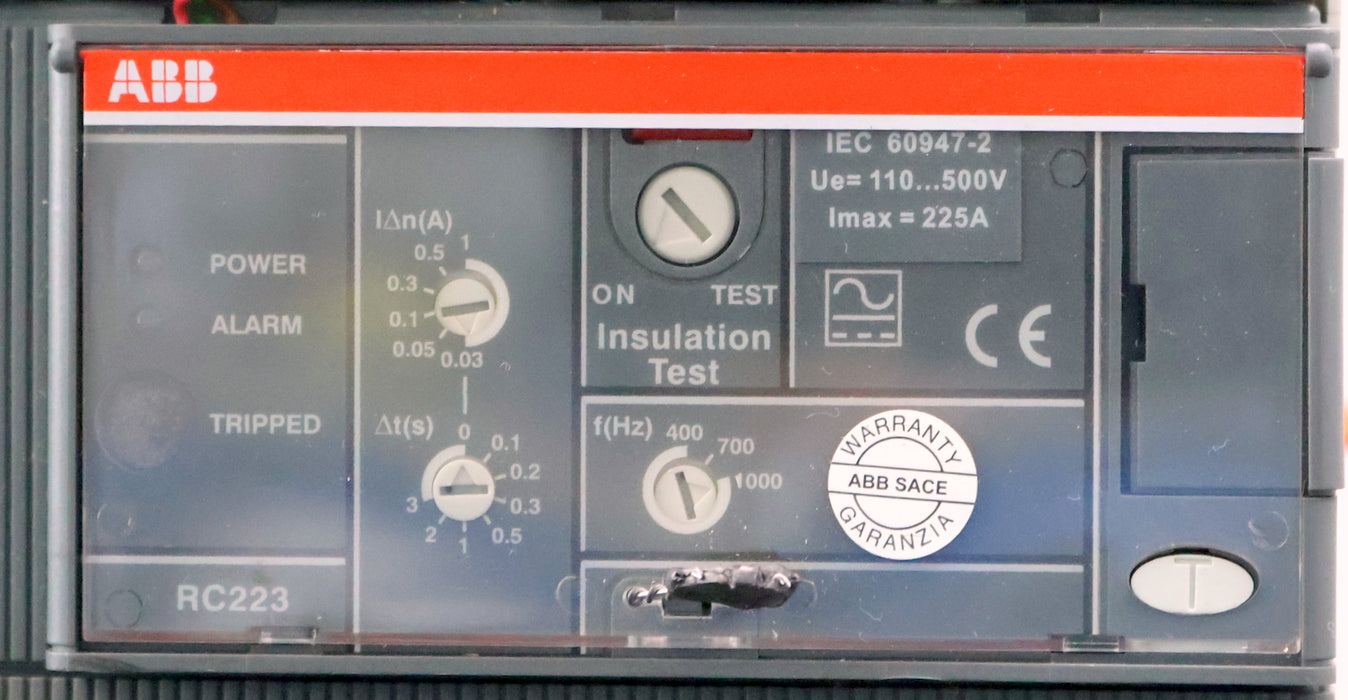 ABB
POWER
ALARM
TRIPPED
RC223
IΔn(A)
1
0.5
0.3
0.1
0.05
0.03
Δt(s)
0
0.1
0.2
0.3
0.5
1
2
3
ON TEST
Insulation
Test
IEC 60947-2
Ue= 110...500V
Imax = 225A
CE
f(Hz)
400
700
1000
WARRANTY
ABB SACE
GARANZIA
T